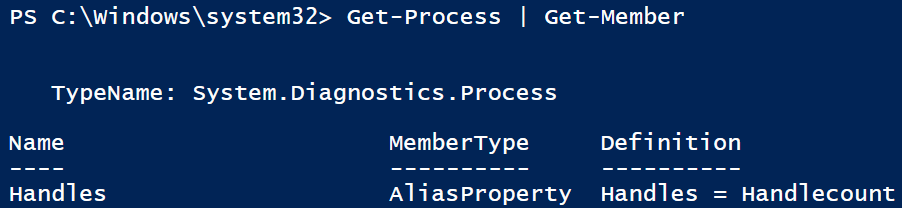 PS C:\Windows\system32> Get-Process | Get-Member
TypeName: System.Diagnostics.Process
Name MemberType Definition
---- ---------- ----------
Handles AliasProperty Handles = Handlecount